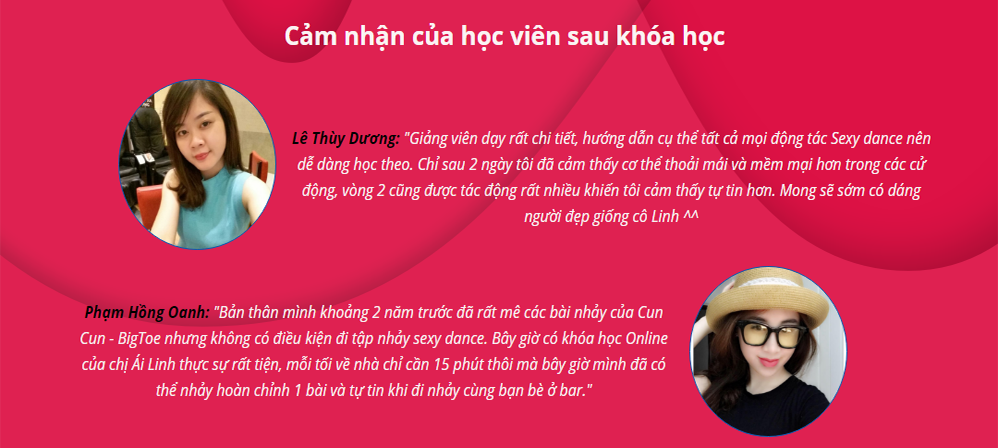 Cảm nhận của học viên sau khóa học
Lê Thùy Dương: "Giảng viên dạy rất chi tiết, hướng dẫn cụ thể tất cả mọi động tác Sexy dance nên
dễ dàng học theo. Chỉ sau 2 ngày tôi đã cảm thấy cơ thể thoải mái và mềm mại hơn trong các cử
động, vòng 2 cũng được tác động rất nhiều khiến tôi cảm thấy tự tin hơn. Mong sẽ sớm có dáng
người đẹp giống cô Linh ^^
Phạm Hồng Oanh: "Bản thân mình khoảng 2 năm trước đã rất mê các bài nhảy của Cun
Cun - BigToe nhưng không có điều kiện đi tập nhảy sexy dance. Bây giờ có khóa học Online
của chị Ái Linh thực sự rất tiện, mỗi tối về nhà chỉ cần 15 phút thôi mà bây giờ mình đã có
thể nhảy hoàn chỉnh 1 bài và tự tin khi đi nhảy cùng bạn bè ở bar."